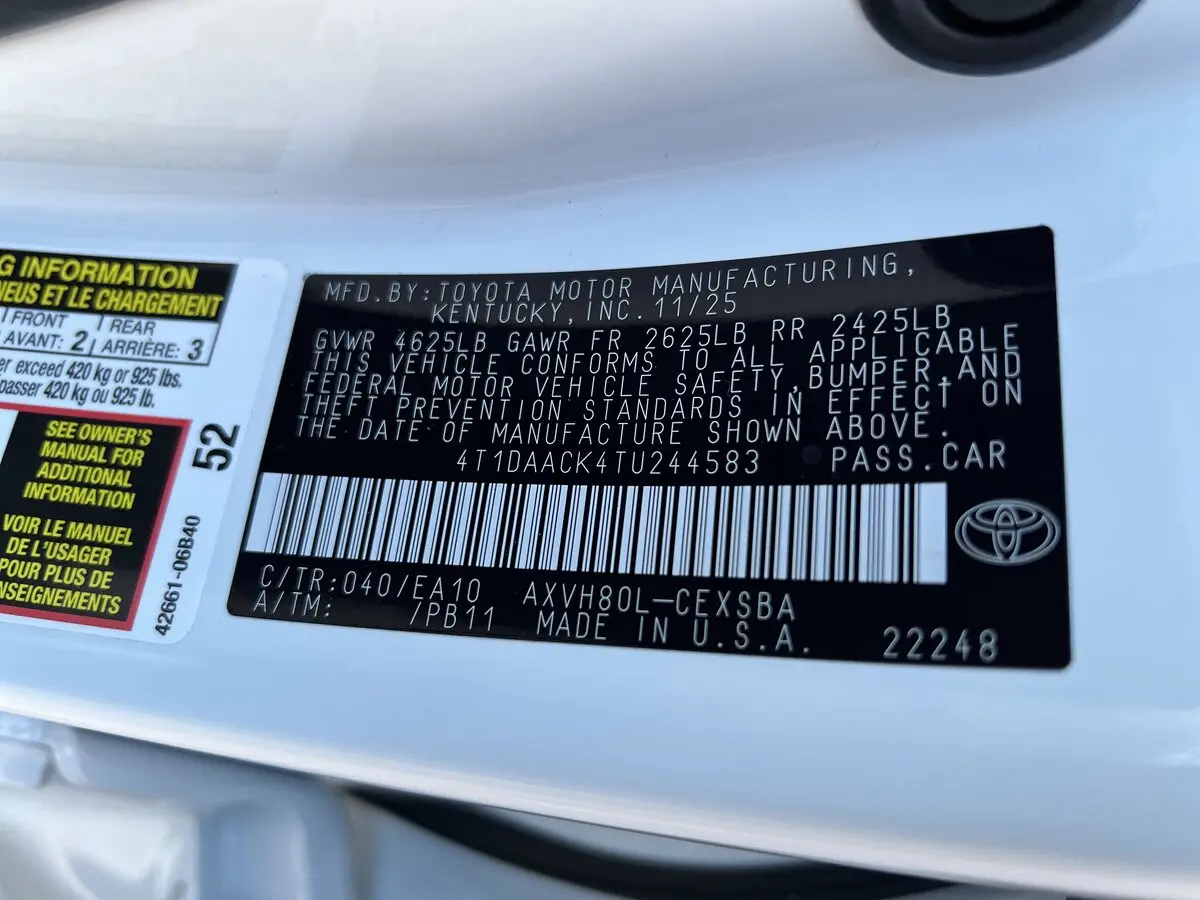 G INFORMATION
NEUS ET LE CHARGEMENT
FRONT
AVANT: 2
REAR
ARRIÈRE: 3
er exceed 420 kg or 925 lbs.
passer 420 kg ou 925 lb.
SEE OWNER'S
MANUAL FOR
ADDITIONAL
INFORMATION
VOIR LE MANUEL
DE L'USAGER
POUR PLUS DE
NSEIGNEMENTS
52
42661-06B40
MFD.BY:TOYOTA MOTOR MANUFACTURING,
KENTUCKY,INC.11/25
GVWR 4625LB GAWR FR 2625LB RR 2425LB
THIS VEHICLE CONFORMS TO ALL APPLICABLE
FEDERAL MOTOR VEHICLE SAFETY,BUMPER,AND
THEFT PREVENTION STANDARDS IN EFFECT ON
THE DATE OF MANUFACTURE SHOWN ABOVE.
4T1DAACK4TU244583 PASS.CAR
C/TR:040/EA10 AXVH80L-CEXSBA
A/TM: /PB11 MADE IN U.S.A. 22248